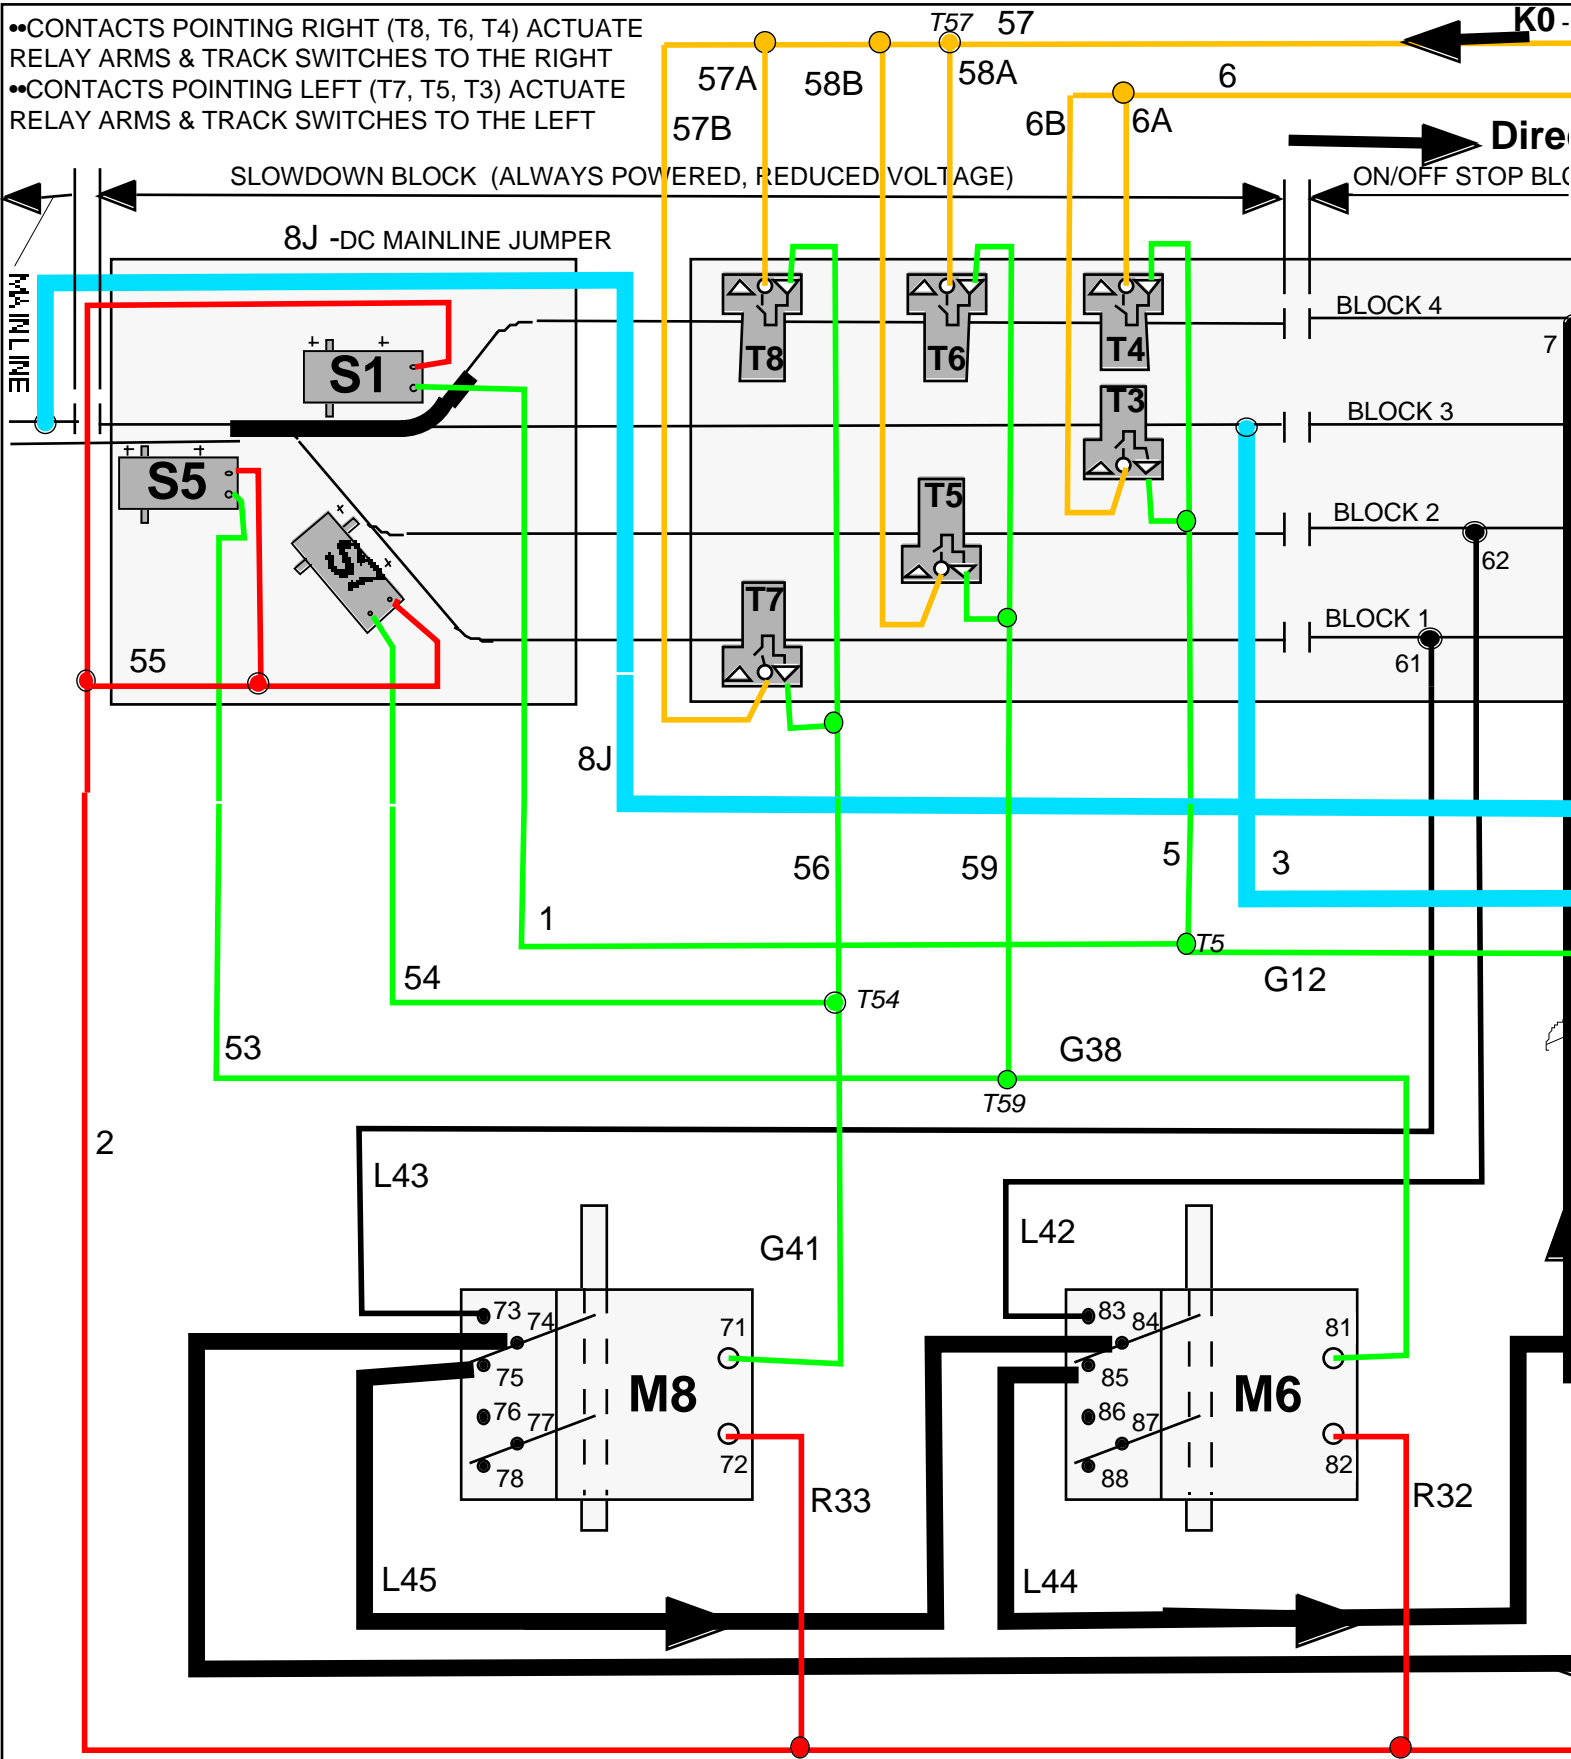 ••CONTACTS POINTING RIGHT (T8, T6, T4) ACTUATE
RELAY ARMS & TRACK SWITCHES TO THE RIGHT
••CONTACTS POINTING LEFT (T7, T5, T3) ACTUATE
RELAY ARMS & TRACK SWITCHES TO THE LEFT
T57 57
K0 -
57A
58B
58A
6
57B
6B
6A
Dire
SLOWDOWN BLOCK (ALWAYS POWERED, REDUCED VOLTAGE)
ON/OFF STOP BLO
8J -DC MAINLINE JUMPER
MAINLINE
BLOCK 4
7
T8
T6
T4
S1
T3
BLOCK 3
S5
T5
BLOCK 2
62
S7
T7
BLOCK 1
61
55
8J
56
59
5
3
1
T5
54
G12
T54
53
G38
T59
2
L43
L42
G41
73
74
71
75
M8
76
77
72
78
83
84
81
85
M6
86
87
82
88
R33
R32
L45
L44